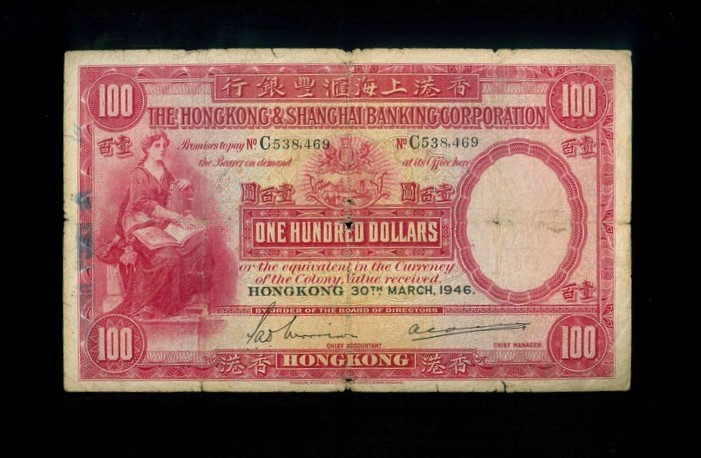 行銀豐滙海上港香
100 100
THE HONGKONG & SHANGHAI BANKING CORPORATION
壹百 Promises to pay Nº C538,469 Nº C538,469 壹百
the Bearer on demand at its Office here
圓百壹 圓百壹
ONE HUNDRED DOLLARS
or the equivalent in the Currency
of the Colony, Value received.
HONGKONG 30TH MARCH, 1946.
壹百
BY ORDER OF THE BOARD OF DIRECTORS
CHIEF ACCOUNTANT CHIEF MANAGER
100 100
港香 HONGKONG 港香